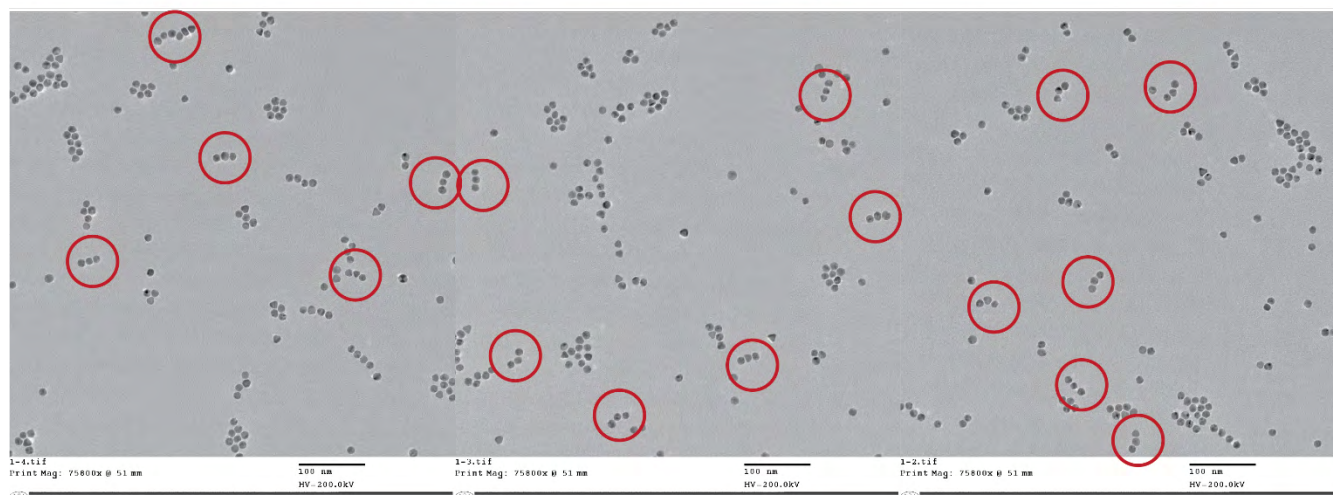 1-4.tif
Print Mag: 75800x @ 51 mm
100 nm
HV=200.0kV
1-3.tif
Print Mag: 75800x @ 51 mm
100 nm
HV=200.0kV
1-2.tif
Print Mag: 75800x @ 51 mm
100 nm
HV=200.0kV